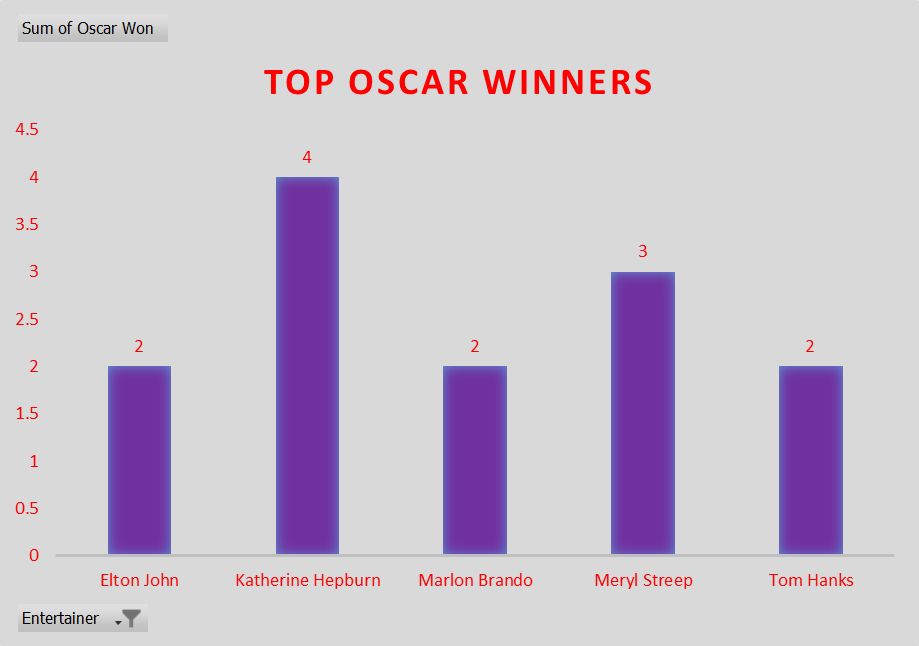 Sum of Oscar Won
TOP OSCAR WINNERS
4.5
4
3.5
3
2.5
2
1.5
1
0.5
0
2
4
2
3
2
Elton John
Katherine Hepburn
Marlon Brando
Meryl Streep
Tom Hanks
Entertainer